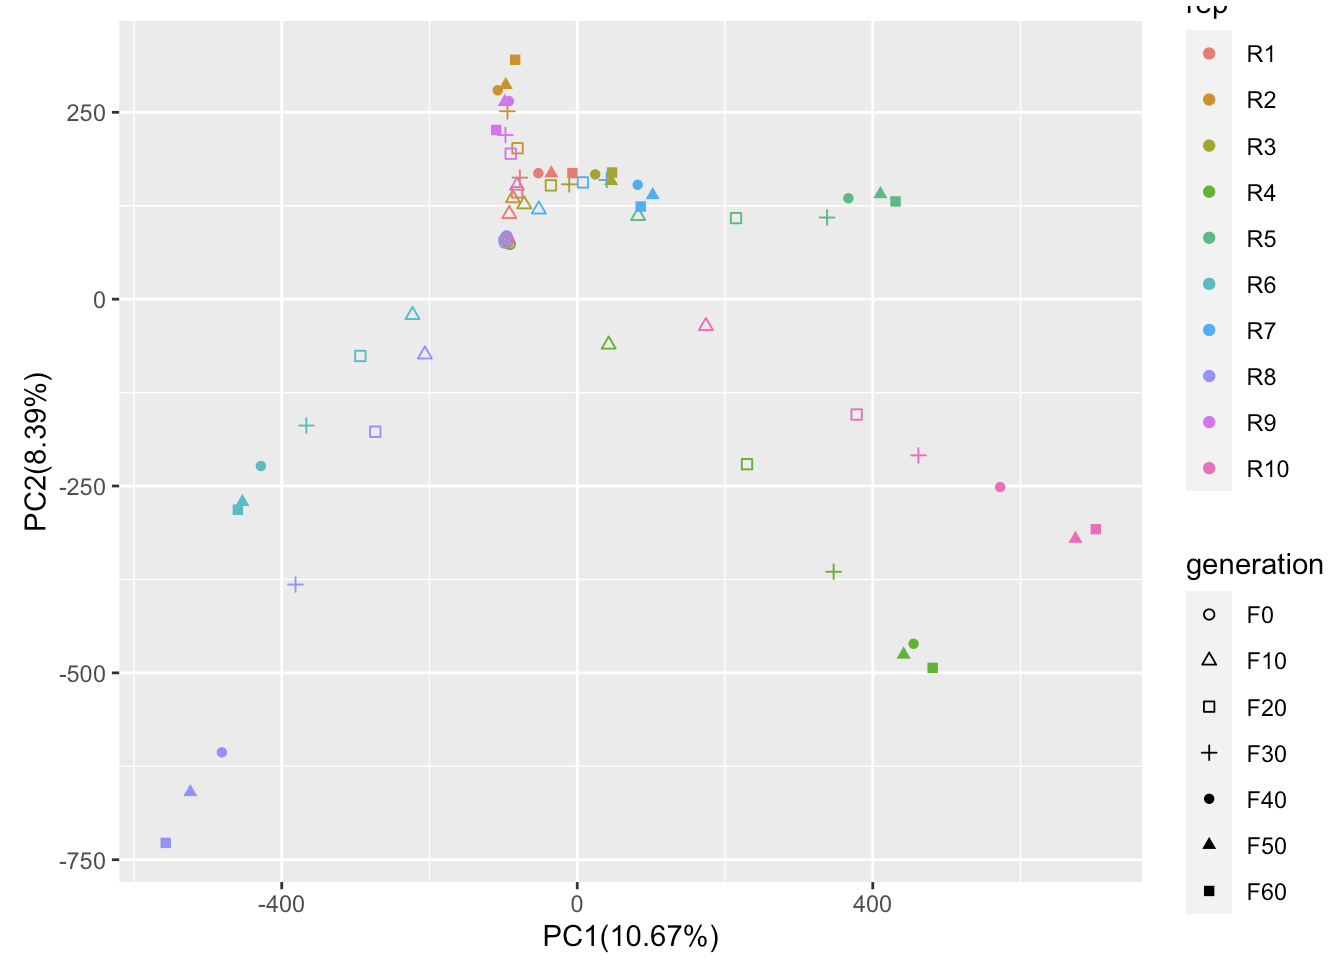 rep
R1
R2
R3
R4
R5
R6
R7
R8
R9
R10
generation
F0
F10
F20
F30
F40
F50
F60
250
0
-250
-500
-750
PC2(8.39%)
-400
0
400
PC1(10.67%)